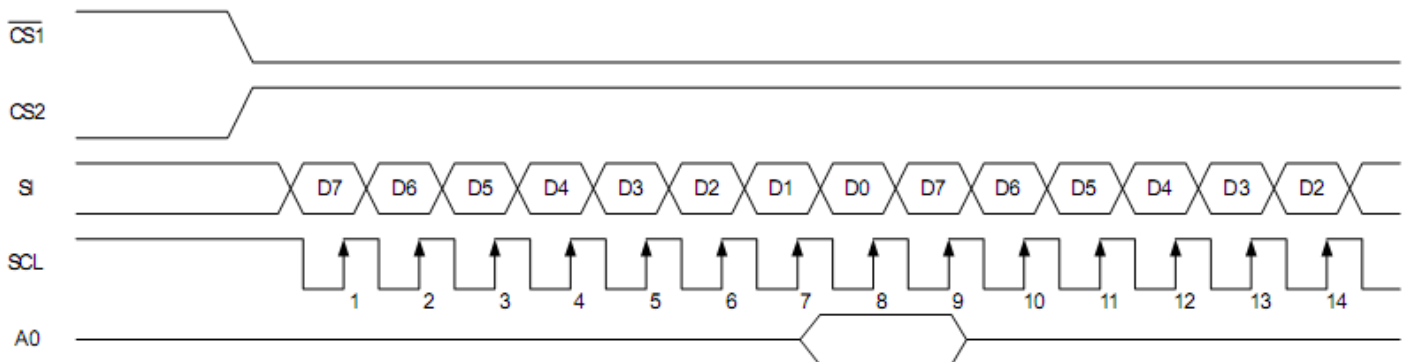 C̅S̅1̅
CS2
SI D7 D6 D5 D4 D3 D2 D1 D0 D7 D6 D5 D4 D3 D2
SCL
1 2 3 4 5 6 7 8 9 10 11 12 13 14
A0